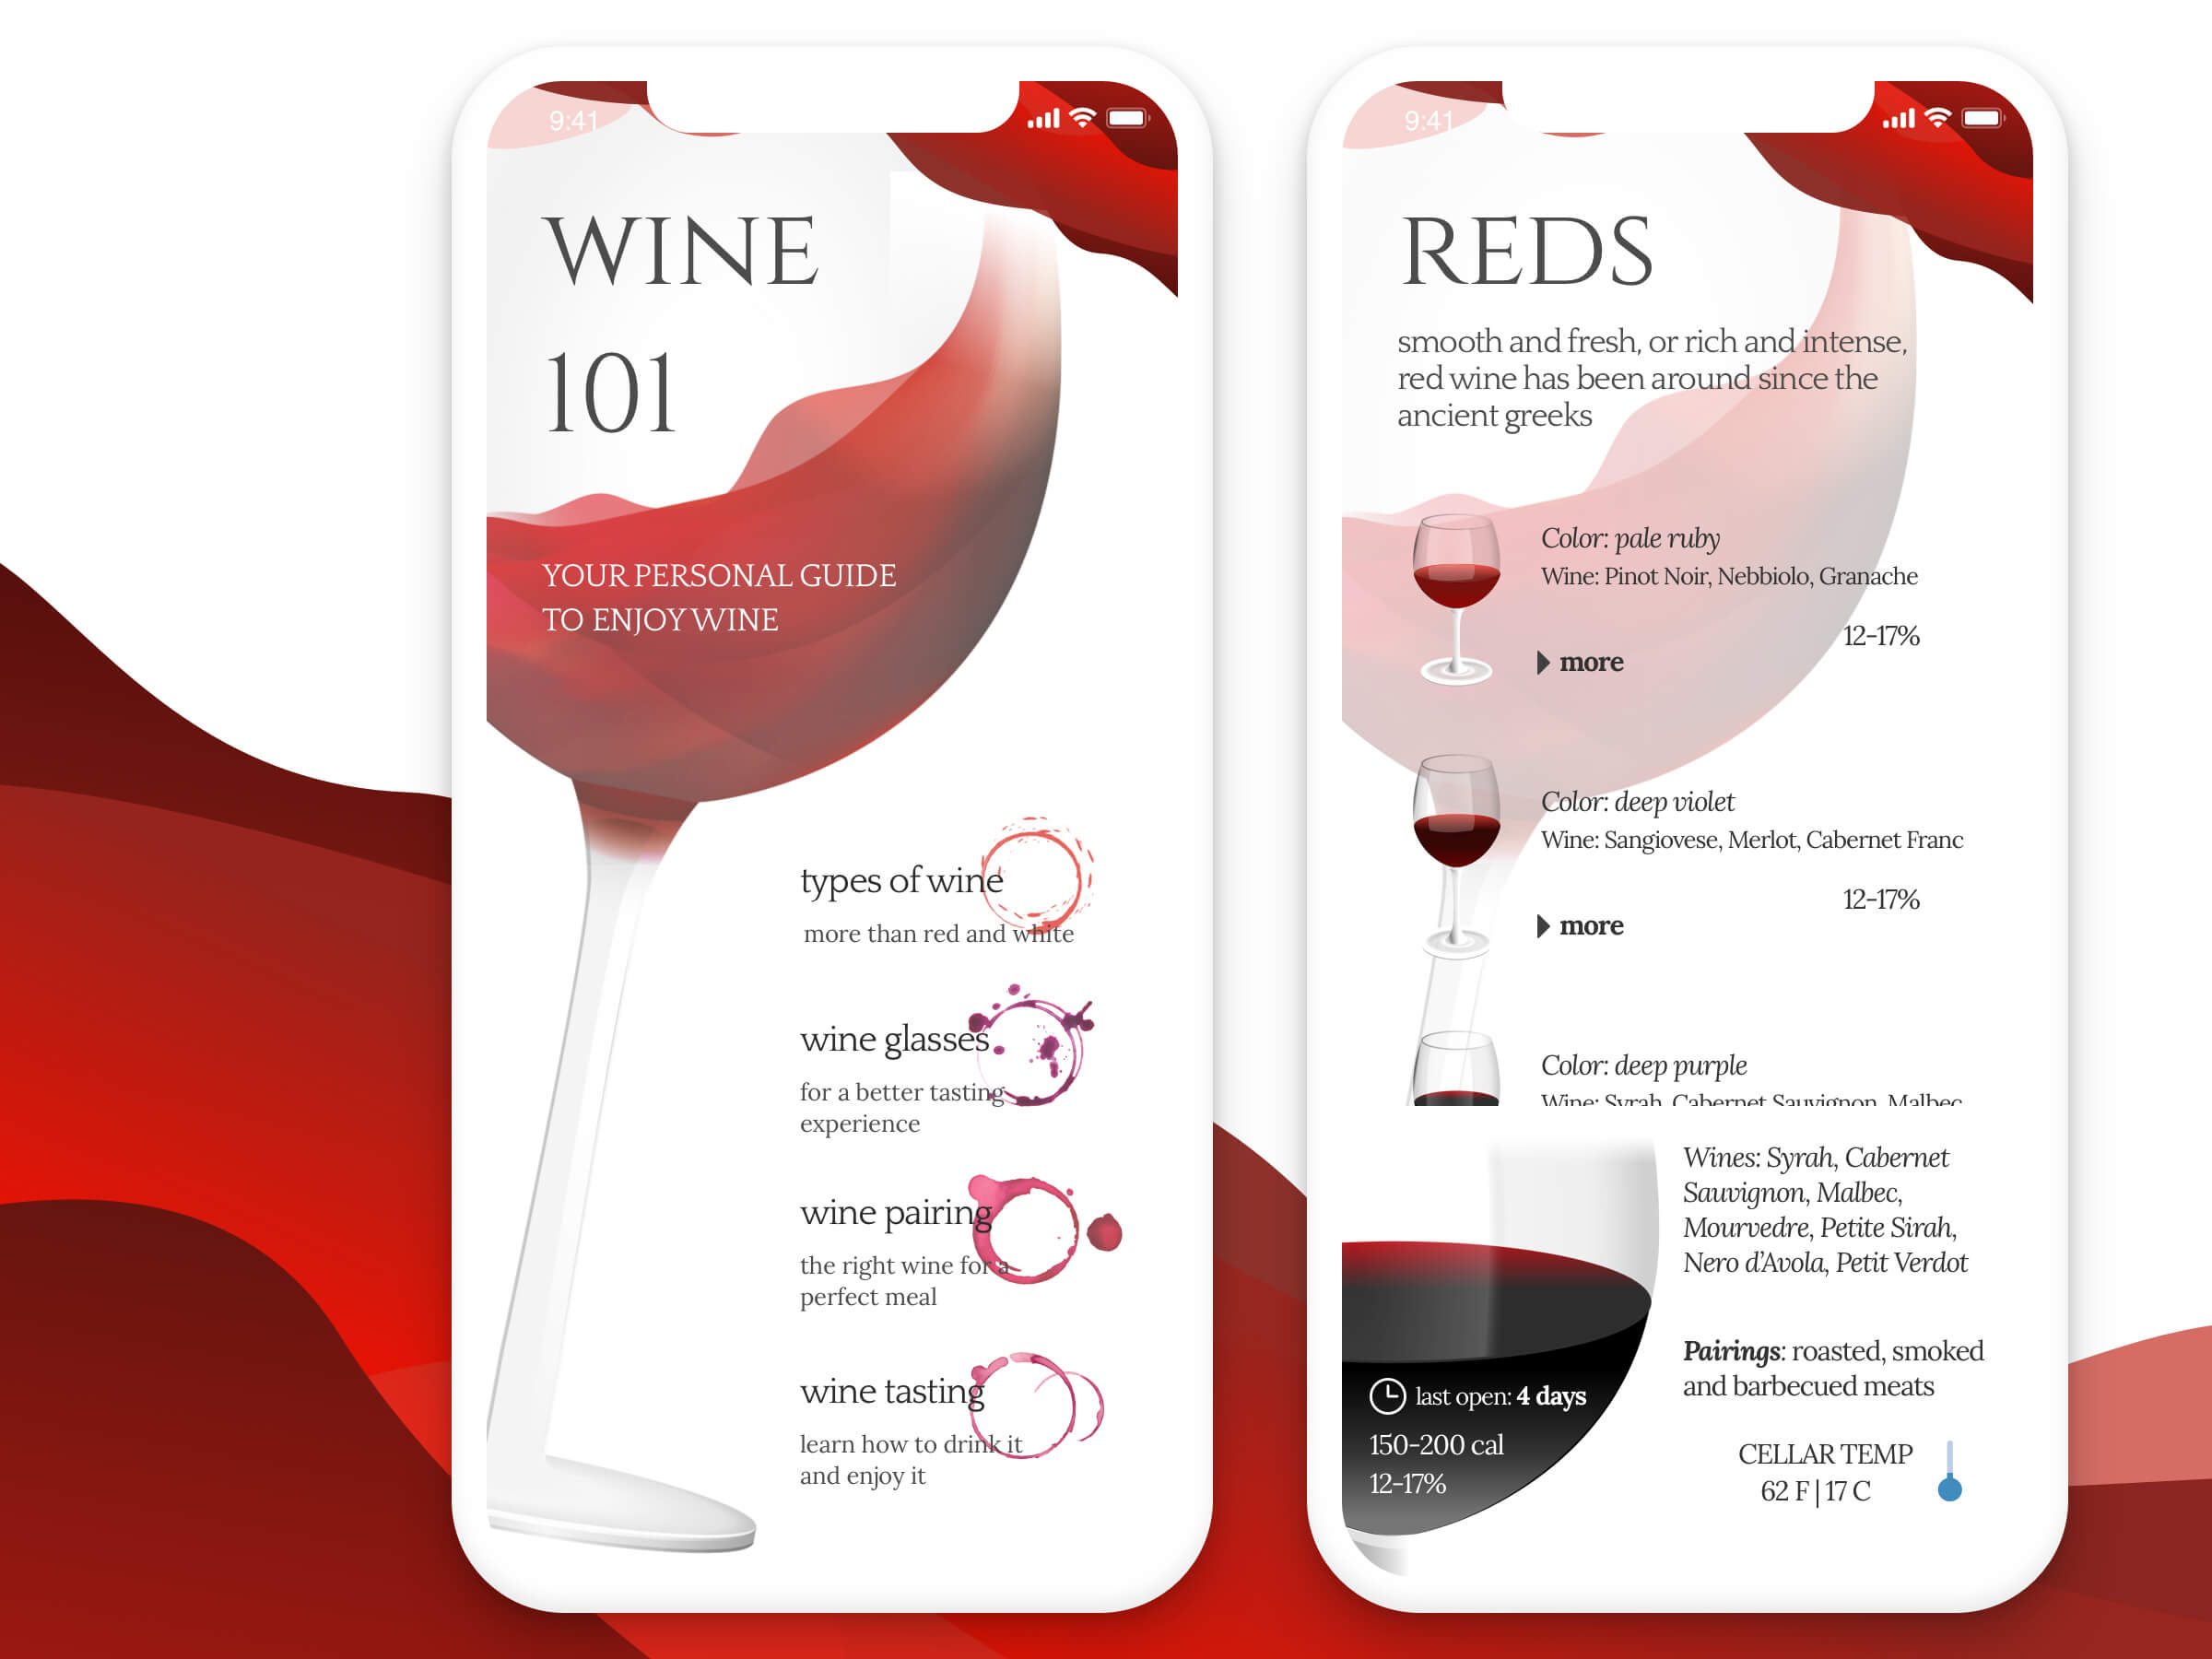 9:41
WINE
101
YOUR PERSONAL GUIDE
TO ENJOY WINE
types of wine
more than red and white
wine glasses
for a better tasting
experience
wine pairing
the right wine for a
perfect meal
wine tasting
learn how to drink it
and enjoy it
9:41
REDS
smooth and fresh, or rich and intense,
red wine has been around since the
ancient greeks
Color: pale ruby
Wine: Pinot Noir, Nebbiolo, Granache
12-17%
more
Color: deep violet
Wine: Sangiovese, Merlot, Cabernet Franc
12-17%
more
Color: deep purple
Wine: Syrah, Cabernet Sauvignon, Malbec
Wines: Syrah, Cabernet
Sauvignon, Malbec,
Mourvedre, Petite Sirah,
Nero d'Avola, Petit Verdot
Pairings: roasted, smoked
and barbecued meats
last open: 4 days
150-200 cal
12-17%
CELLAR TEMP
62 F | 17 C